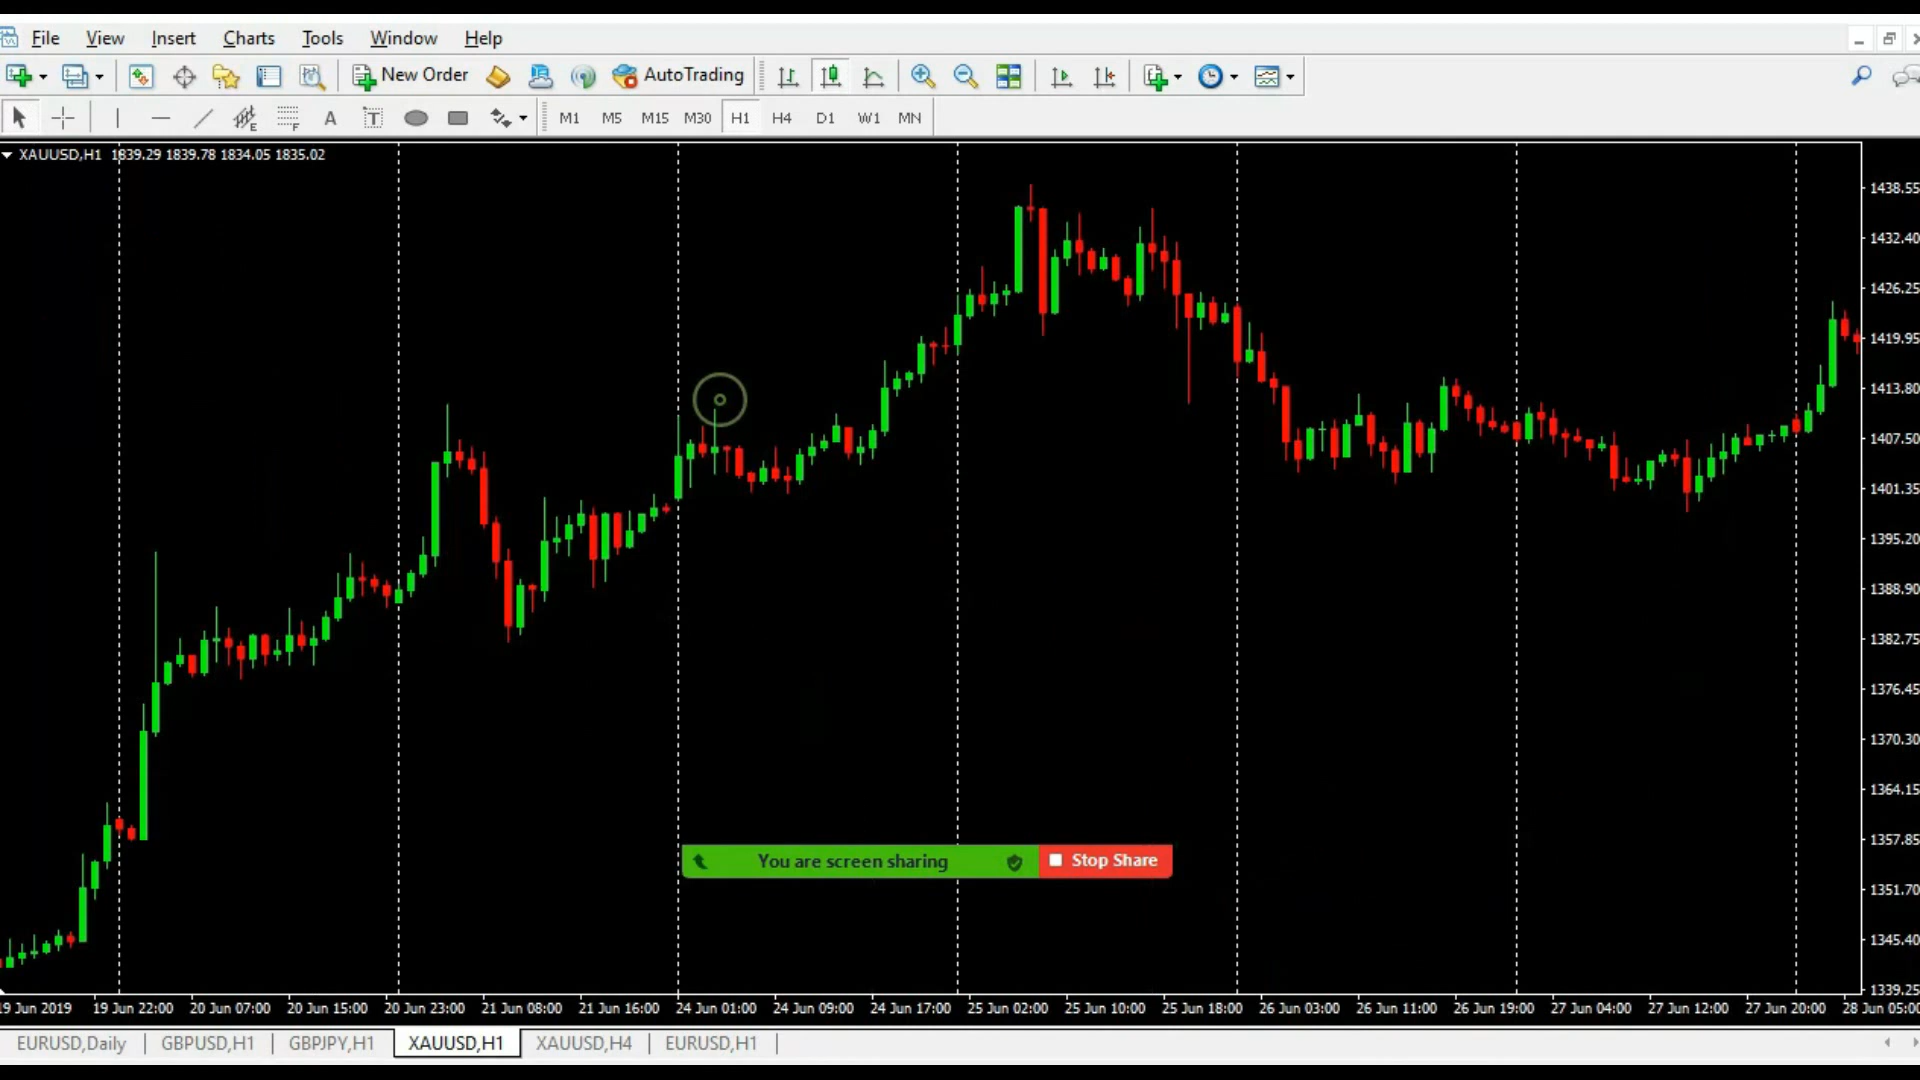 File View Insert Charts Tools Window Help
New Order AutoTrading
E F A T M1 M5 M15 M30 H1 H4 D1 W1 MN
XAUUSD,H1 1839.29 1839.78 1834.05 1835.02
1438.55
1432.40
1426.25
1419.95
1413.80
1407.50
1401.35
1395.20
1388.90
1382.75
1376.45
1370.30
1364.15
1357.85
1351.70
1345.40
1339.25
You are screen sharing Stop Share
19 Jun 2019 19 Jun 22:00 20 Jun 07:00 20 Jun 15:00 20 Jun 23:00 21 Jun 08:00 21 Jun 16:00 24 Jun 01:00 24 Jun 09:00 24 Jun 17:00 25 Jun 02:00 25 Jun 10:00 25 Jun 18:00 26 Jun 03:00 26 Jun 11:00 26 Jun 19:00 27 Jun 04:00 27 Jun 12:00 27 Jun 20:00 28 Jun 05:00
EURUSD,Daily GBPUSD,H1 GBPJPY,H1 XAUUSD,H1 XAUUSD,H4 EURUSD,H1